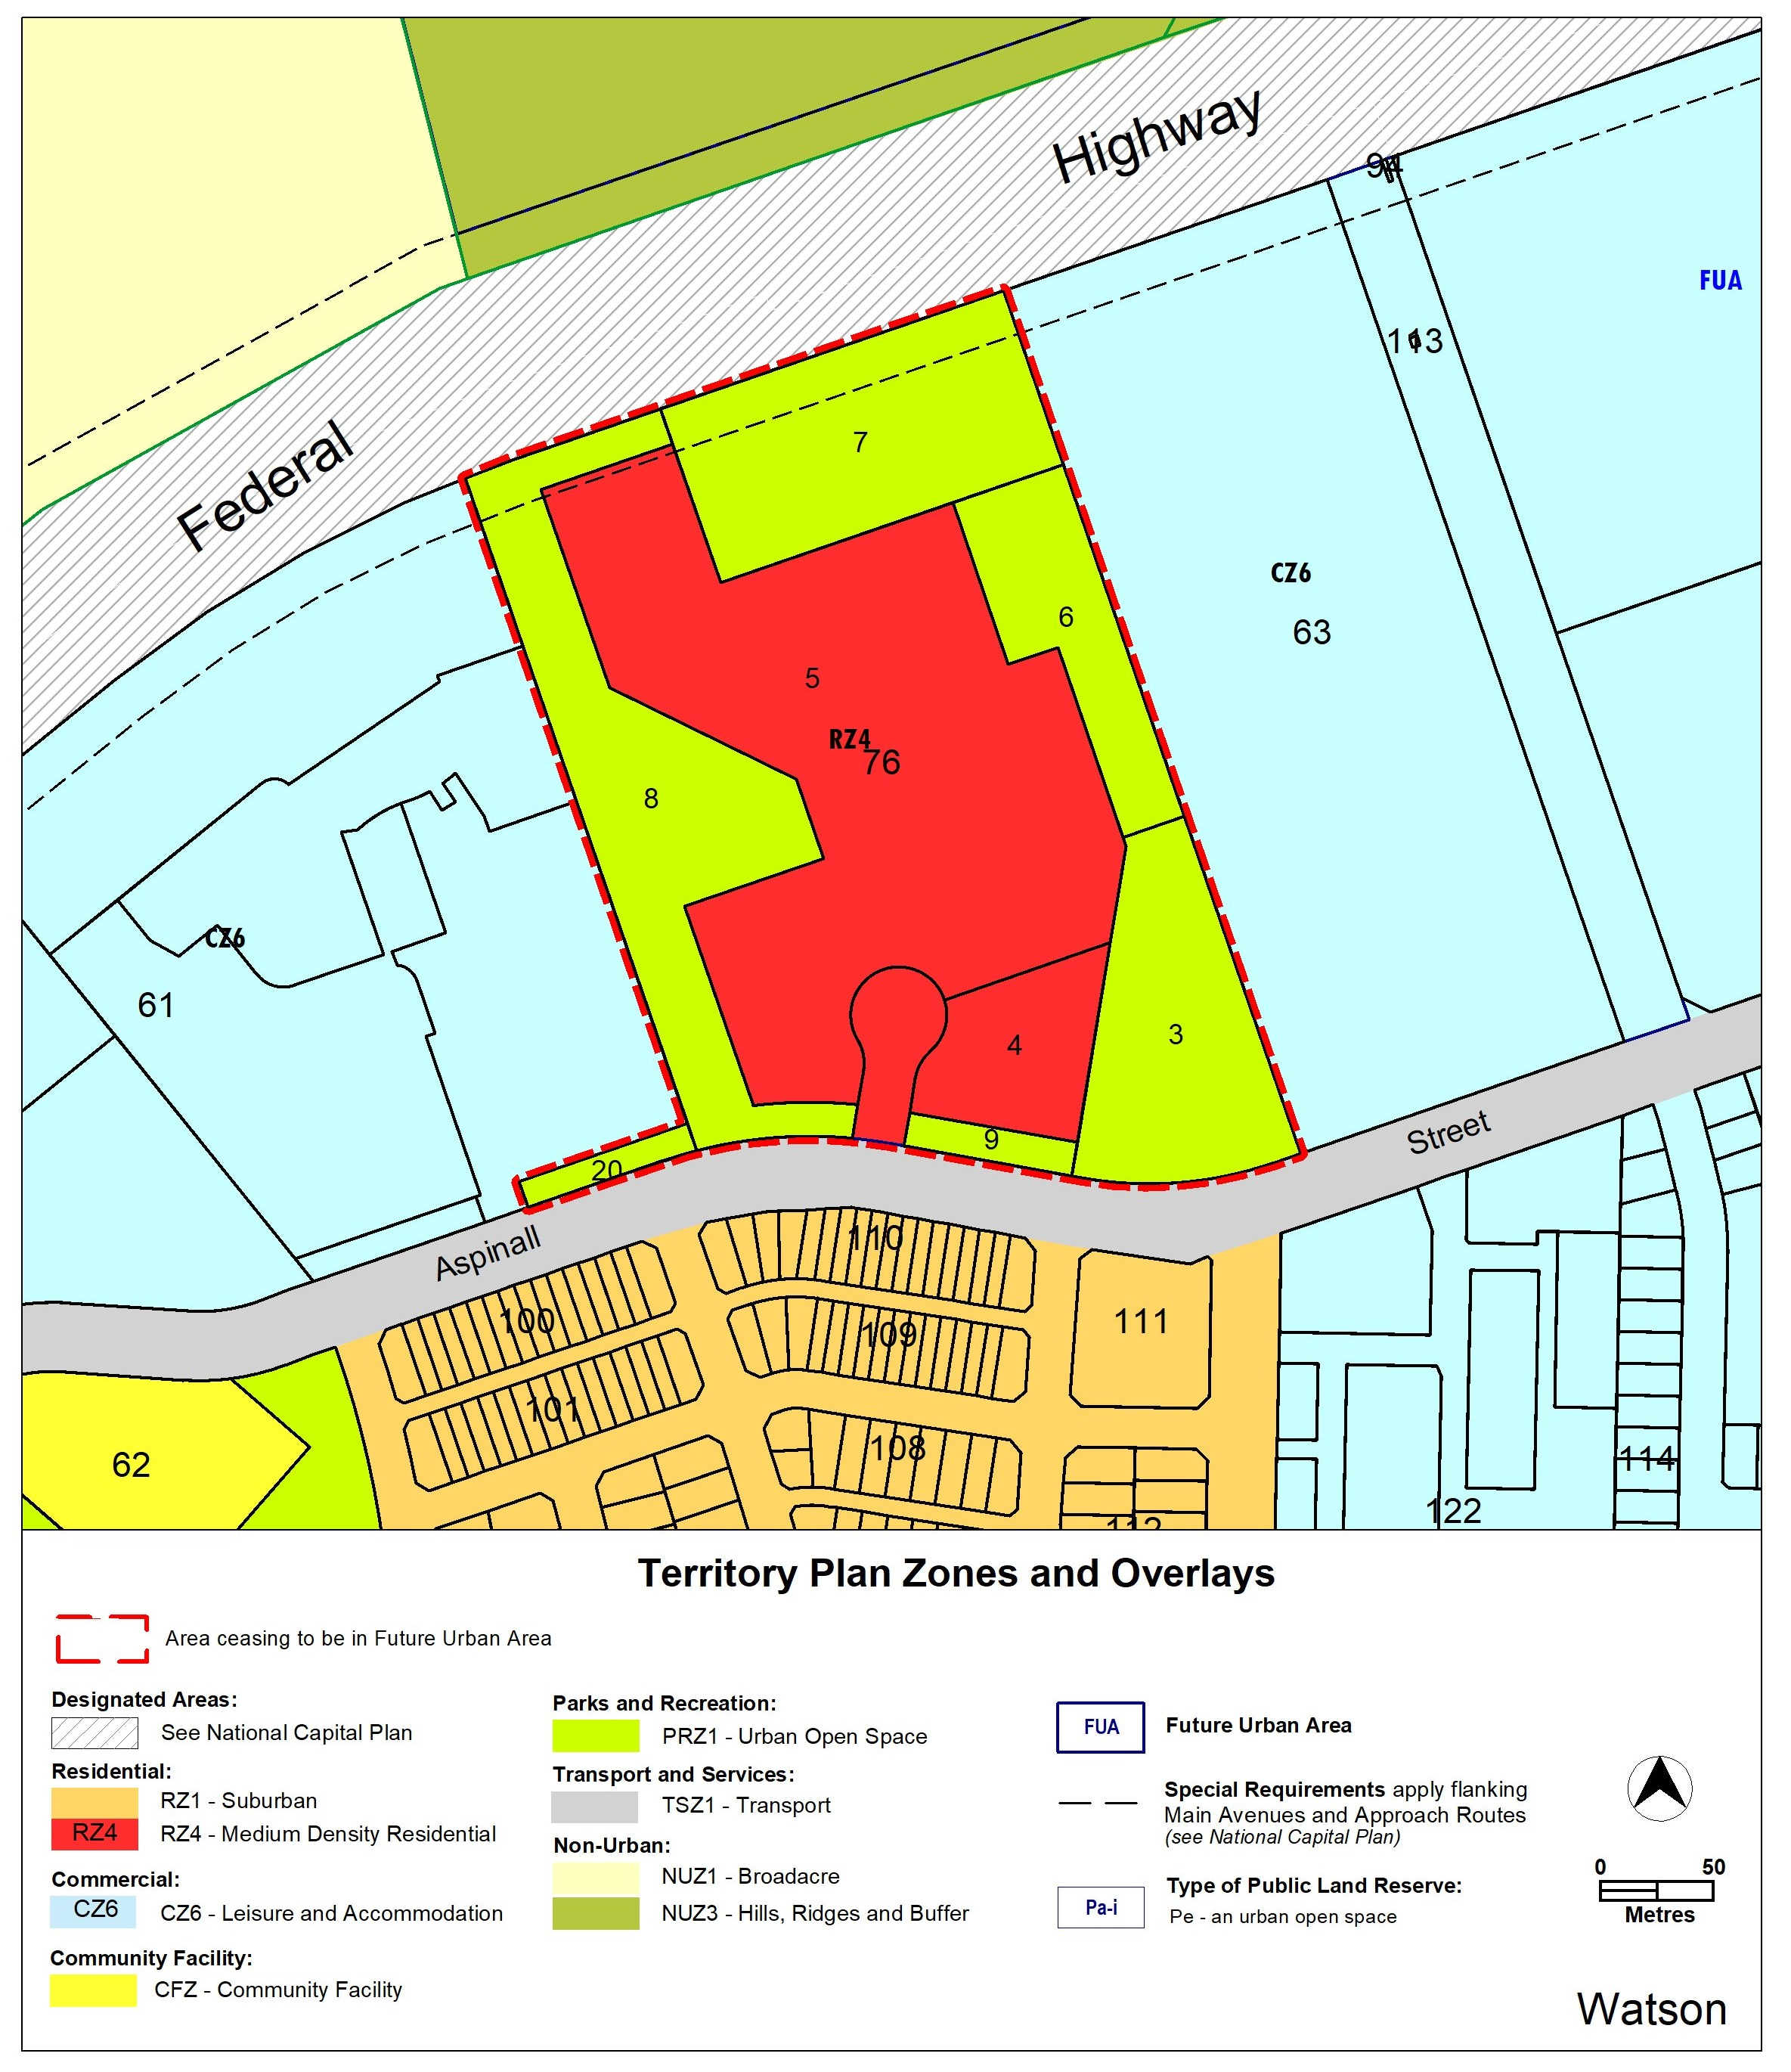 Highway
94
FUA
113
Federal
7
CZ6
6
63
5
RZ4
76
8
CZ6
61
4
3
Street
9
20
Aspinall
110
100
111
109
101
108
62
114
122
112
Territory Plan Zones and Overlays
Area ceasing to be in Future Urban Area
Designated Areas:
See National Capital Plan
Residential:
RZ1 - Suburban
RZ4 RZ4 - Medium Density Residential
Commercial:
CZ6 CZ6 - Leisure and Accommodation
Community Facility:
CFZ - Community Facility
Parks and Recreation:
PRZ1 - Urban Open Space
Transport and Services:
TSZ1 - Transport
Non-Urban:
NUZ1 - Broadacre
NUZ3 - Hills, Ridges and Buffer
FUA Future Urban Area
Special Requirements apply flanking
Main Avenues and Approach Routes
(see National Capital Plan)
Type of Public Land Reserve:
Pa-i Pe - an urban open space
0 50
Metres
Watson